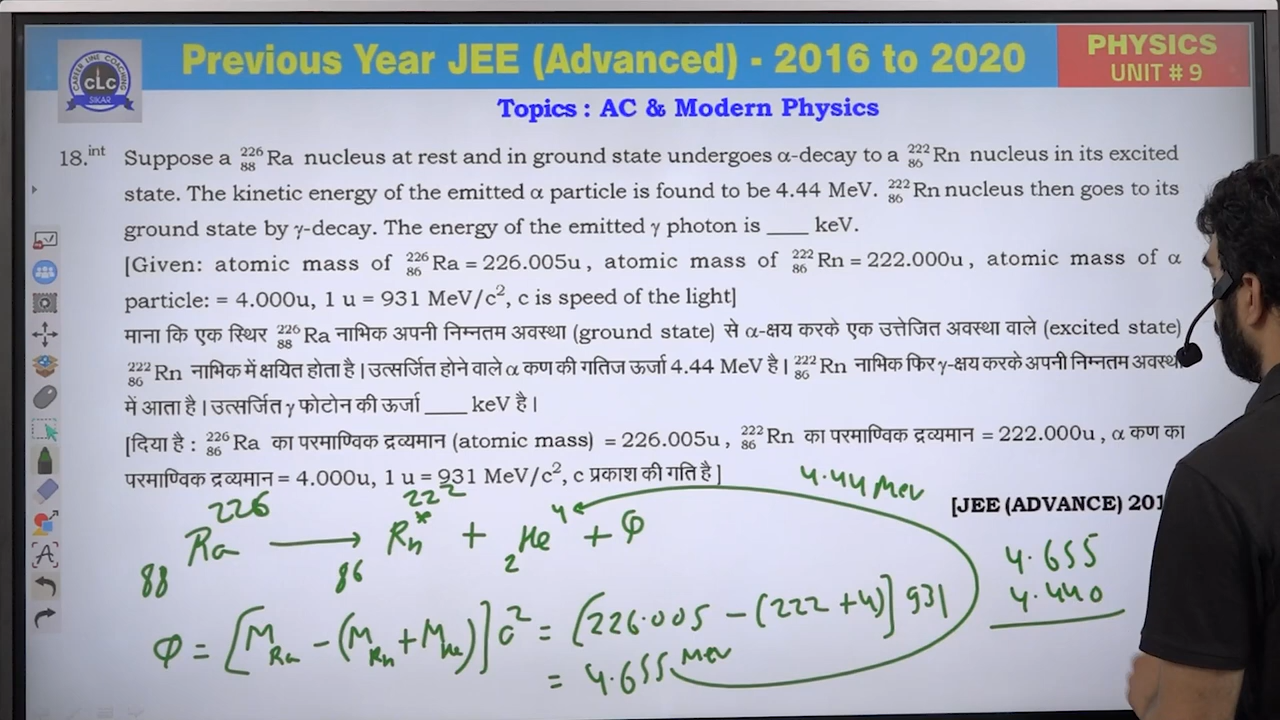 CAREER LINE COACHING
CLC
SIKAR
Previous Year JEE (Advanced) - 2016 to 2020
PHYSICS
UNIT # 9
Topics : AC & Modern Physics
18.int Suppose a ²²⁶₈₈Ra nucleus at rest and in ground state undergoes α-decay to a ²²²₈₆Rn nucleus in its excited
state. The kinetic energy of the emitted α particle is found to be 4.44 MeV. ²²²₈₆Rn nucleus then goes to its
ground state by γ-decay. The energy of the emitted γ photon is ____ keV.
[Given: atomic mass of ²²⁶₈₆Ra = 226.005u, atomic mass of ²²²₈₆Rn = 222.000u, atomic mass of α
particle: = 4.000u, 1 u = 931 MeV/c², c is speed of the light]
माना कि एक स्थिर ²²⁶₈₈Ra नाभिक अपनी निम्नतम अवस्था (ground state) से α-क्षय करके एक उत्तेजित अवस्था वाले (excited state)
²²²₈₆Rn नाभिक में क्षयित होता है। उत्सर्जित होने वाले α कण की गतिज ऊर्जा 4.44 MeV है। ²²²₈₆Rn नाभिक फिर γ-क्षय करके अपनी निम्नतम अवस्था
में आता है। उत्सर्जित γ फोटोन की ऊर्जा ____ keV है।
[दिया है : ²²⁶₈₆Ra का परमाण्विक द्रव्यमान (atomic mass) = 226.005u, ²²²₈₆Rn का परमाण्विक द्रव्यमान = 222.000u, α कण का
परमाण्विक द्रव्यमान = 4.000u, 1 u = 931 MeV/c², c प्रकाश की गति है]
[JEE (ADVANCE) 201
4.44 MeV
₈₈Ra²²⁶ ⟶ ₈₆Rn*²²² + ₂He⁴ + Q
Q = [M_Ra - (M_Rn + M_He)] c² = [226.005 - (222 + 4)] 931
= 4.655 MeV
4.655
4.440